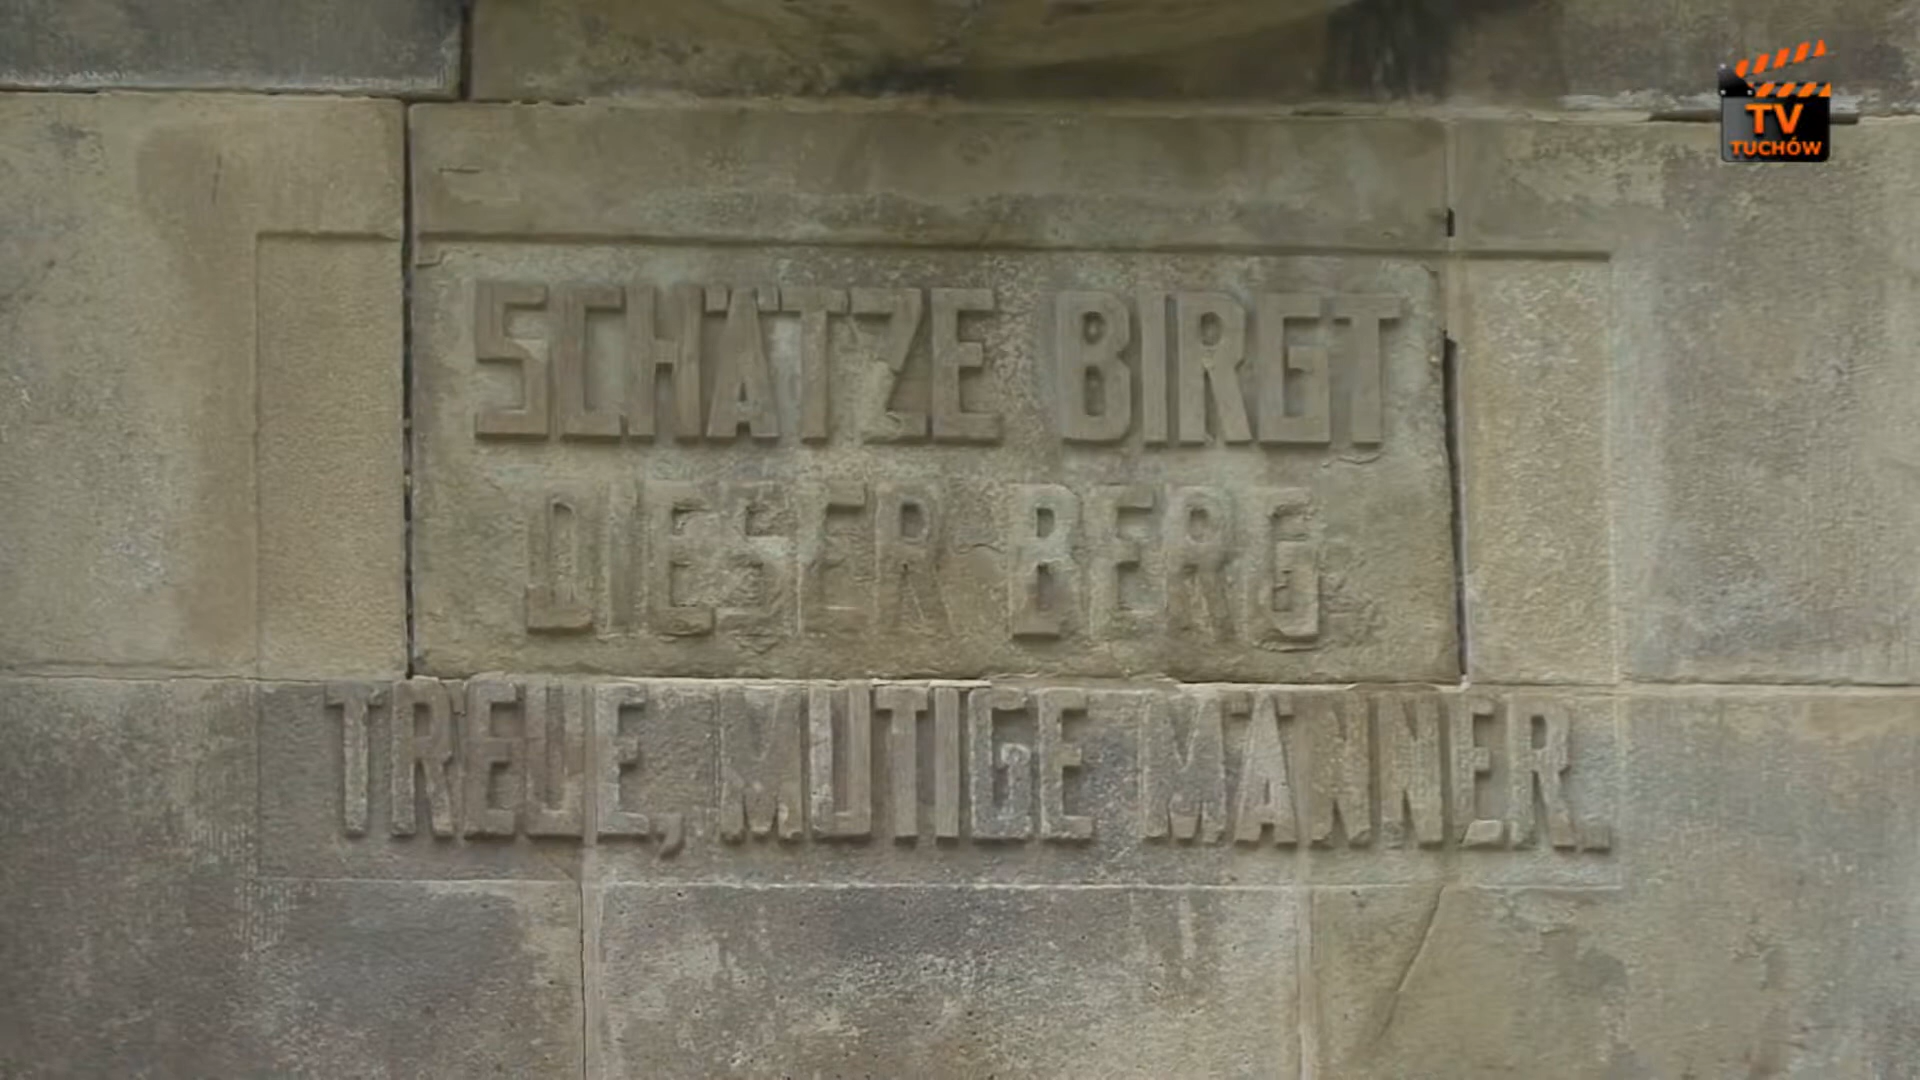 TV
TUCHÓW
SCHÄTZE BIRGT
DIESER BERG
TREUE, MUTIGE MÄNNER.